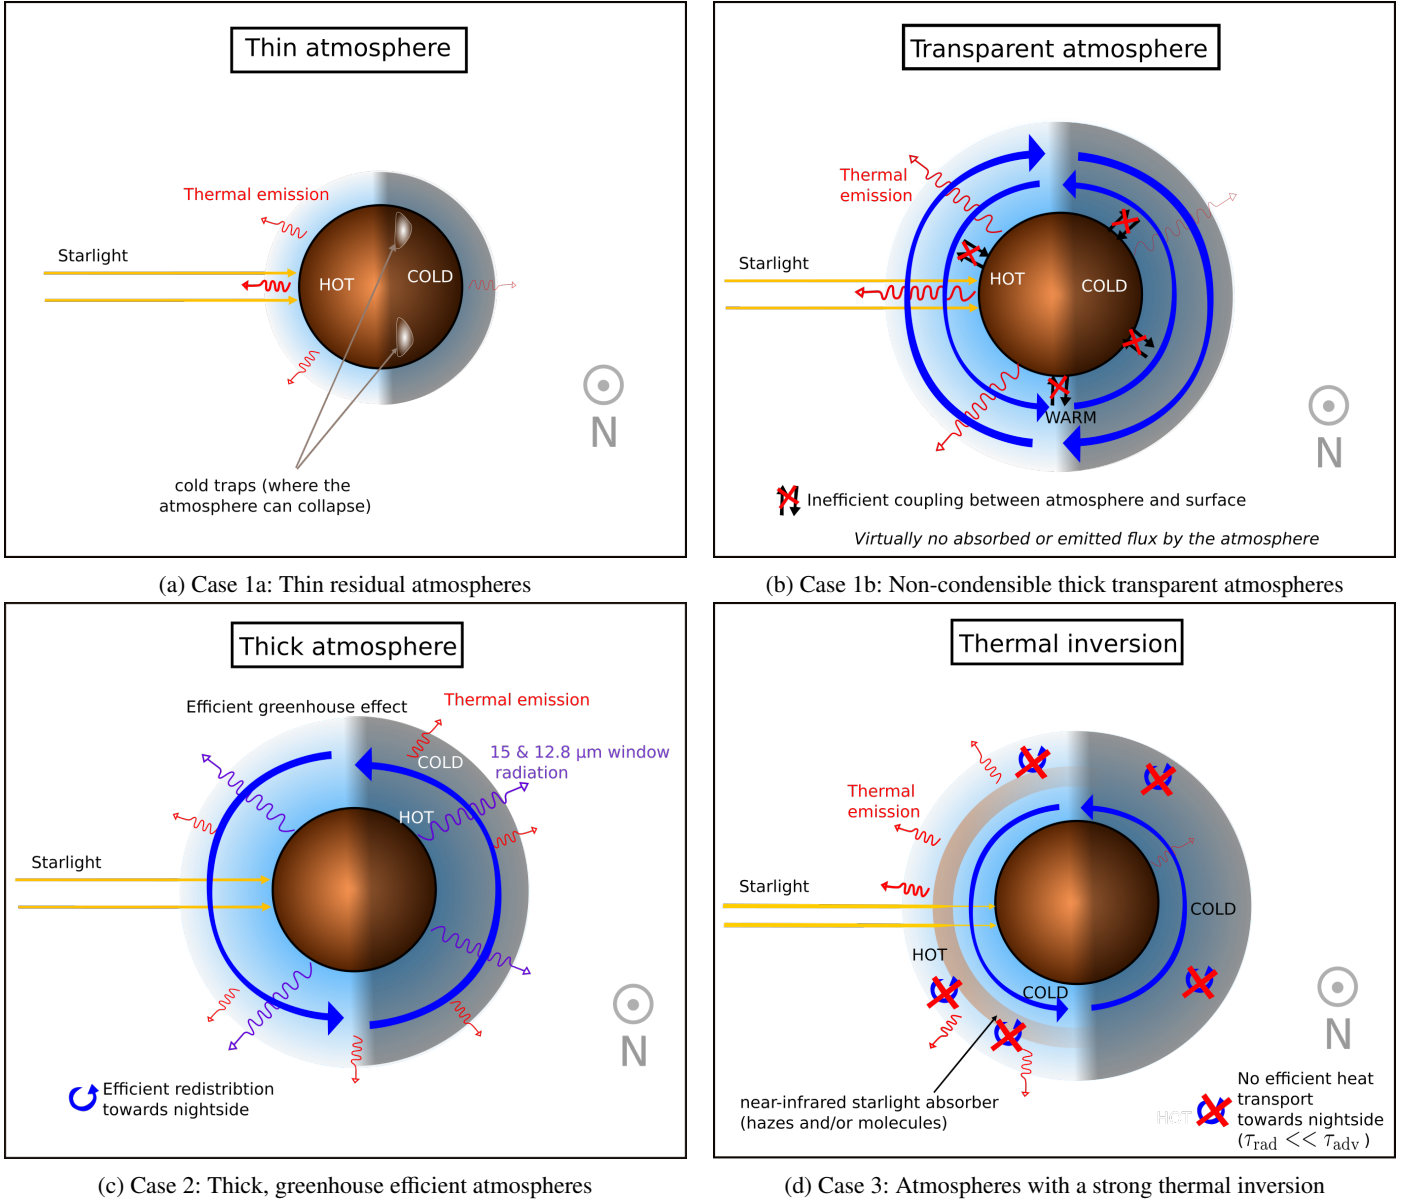 Thin atmosphere
Thermal emission
Starlight
HOT
COLD
N
cold traps (where the
atmosphere can collapse)
(a) Case 1a: Thin residual atmospheres
Transparent atmosphere
Thermal
emission
Starlight
HOT
COLD
WARM
N
Inefficient coupling between atmosphere and surface
Virtually no absorbed or emitted flux by the atmosphere
(b) Case 1b: Non-condensible thick transparent atmospheres
Thick atmosphere
Efficient greenhouse effect
Thermal emission
15 & 12.8 μm window
radiation
COLD
HOT
Starlight
N
Efficient redistribtion
towards nightside
(c) Case 2: Thick, greenhouse efficient atmospheres
Thermal inversion
Thermal
emission
Starlight
COLD
HOT
COLD
N
near-infrared starlight absorber
(hazes and/or molecules)
HOT
No efficient heat
transport
towards nightside
(τrad << τadv )
(d) Case 3: Atmospheres with a strong thermal inversion